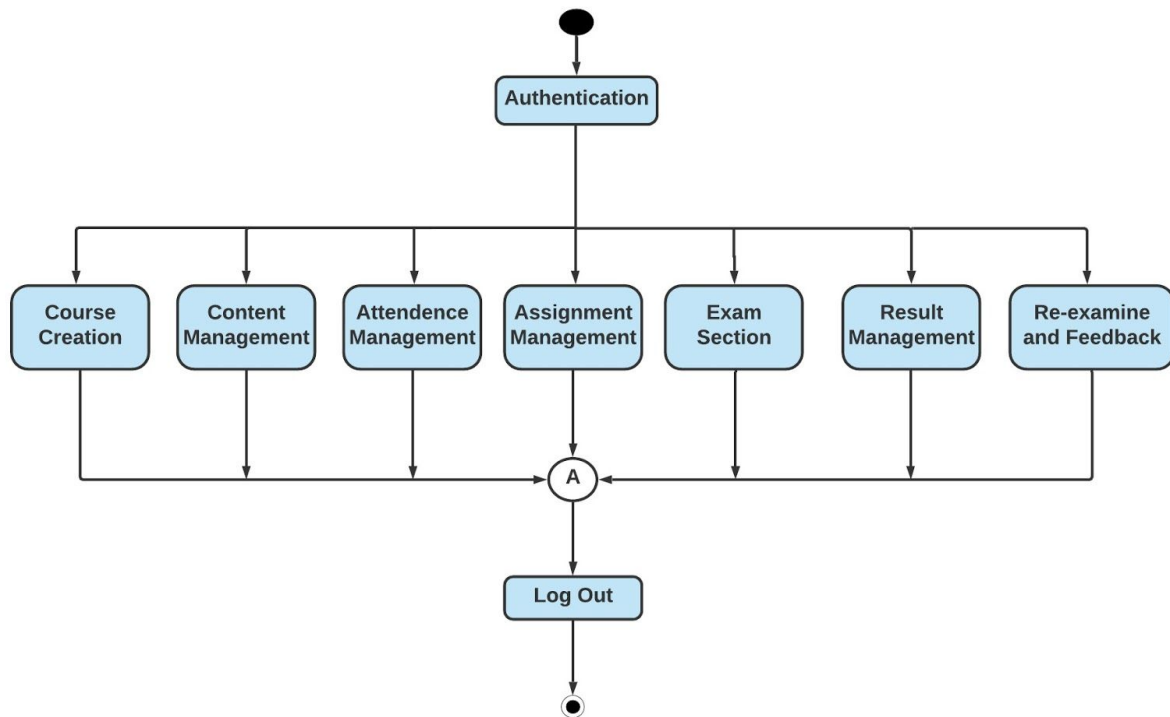 Authentication
Course
Creation
Content
Management
Attendence
Management
Assignment
Management
Exam
Section
Result
Management
Re-examine
and Feedback
A
Log Out